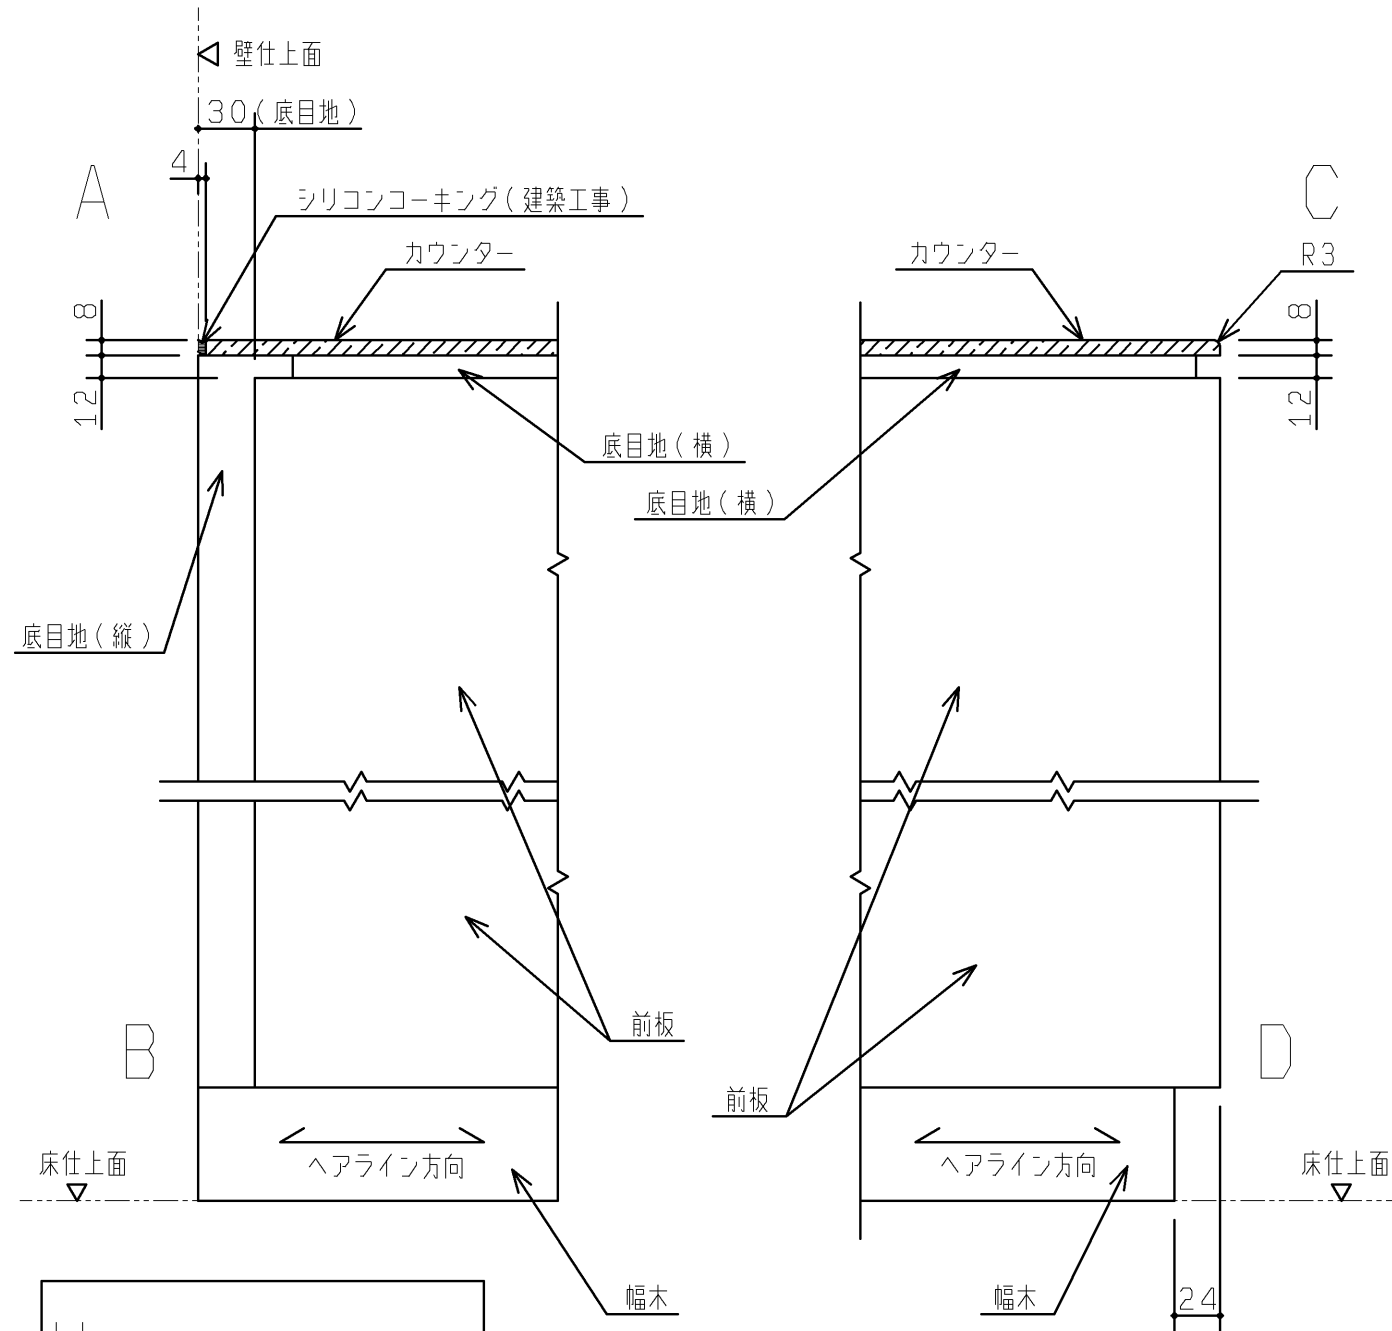 壁仕上面
30(底目地)
4
A
C
シリコンコーキング(建築工事)
カウンター
カウンター
R3
8
8
12
12
底目地(横)
底目地(横)
底目地(縦)
前板
B
D
前板
床仕上面
ヘアライン方向
ヘアライン方向
床仕上面
幅木
幅木
24